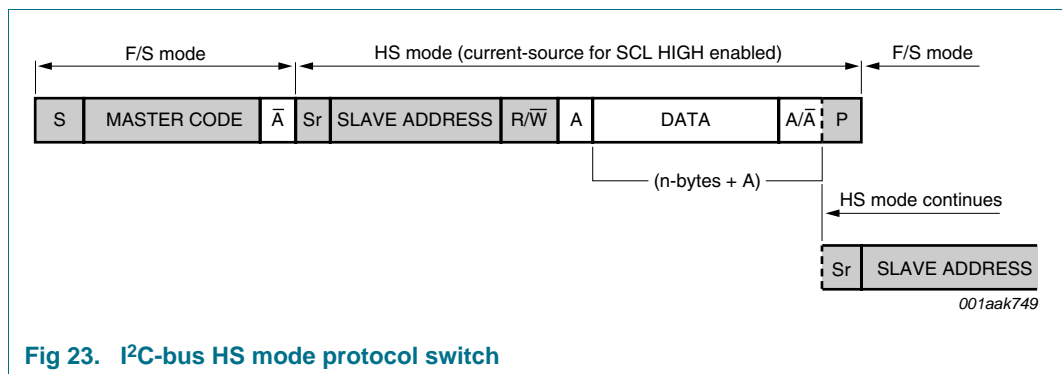 F/S mode HS mode (current-source for SCL HIGH enabled) F/S mode
S MASTER CODE A̅ Sr SLAVE ADDRESS R/W̅ A DATA A/A̅ P
(n-bytes + A)
HS mode continues
Sr SLAVE ADDRESS
001aak749
Fig 23. I²C-bus HS mode protocol switch